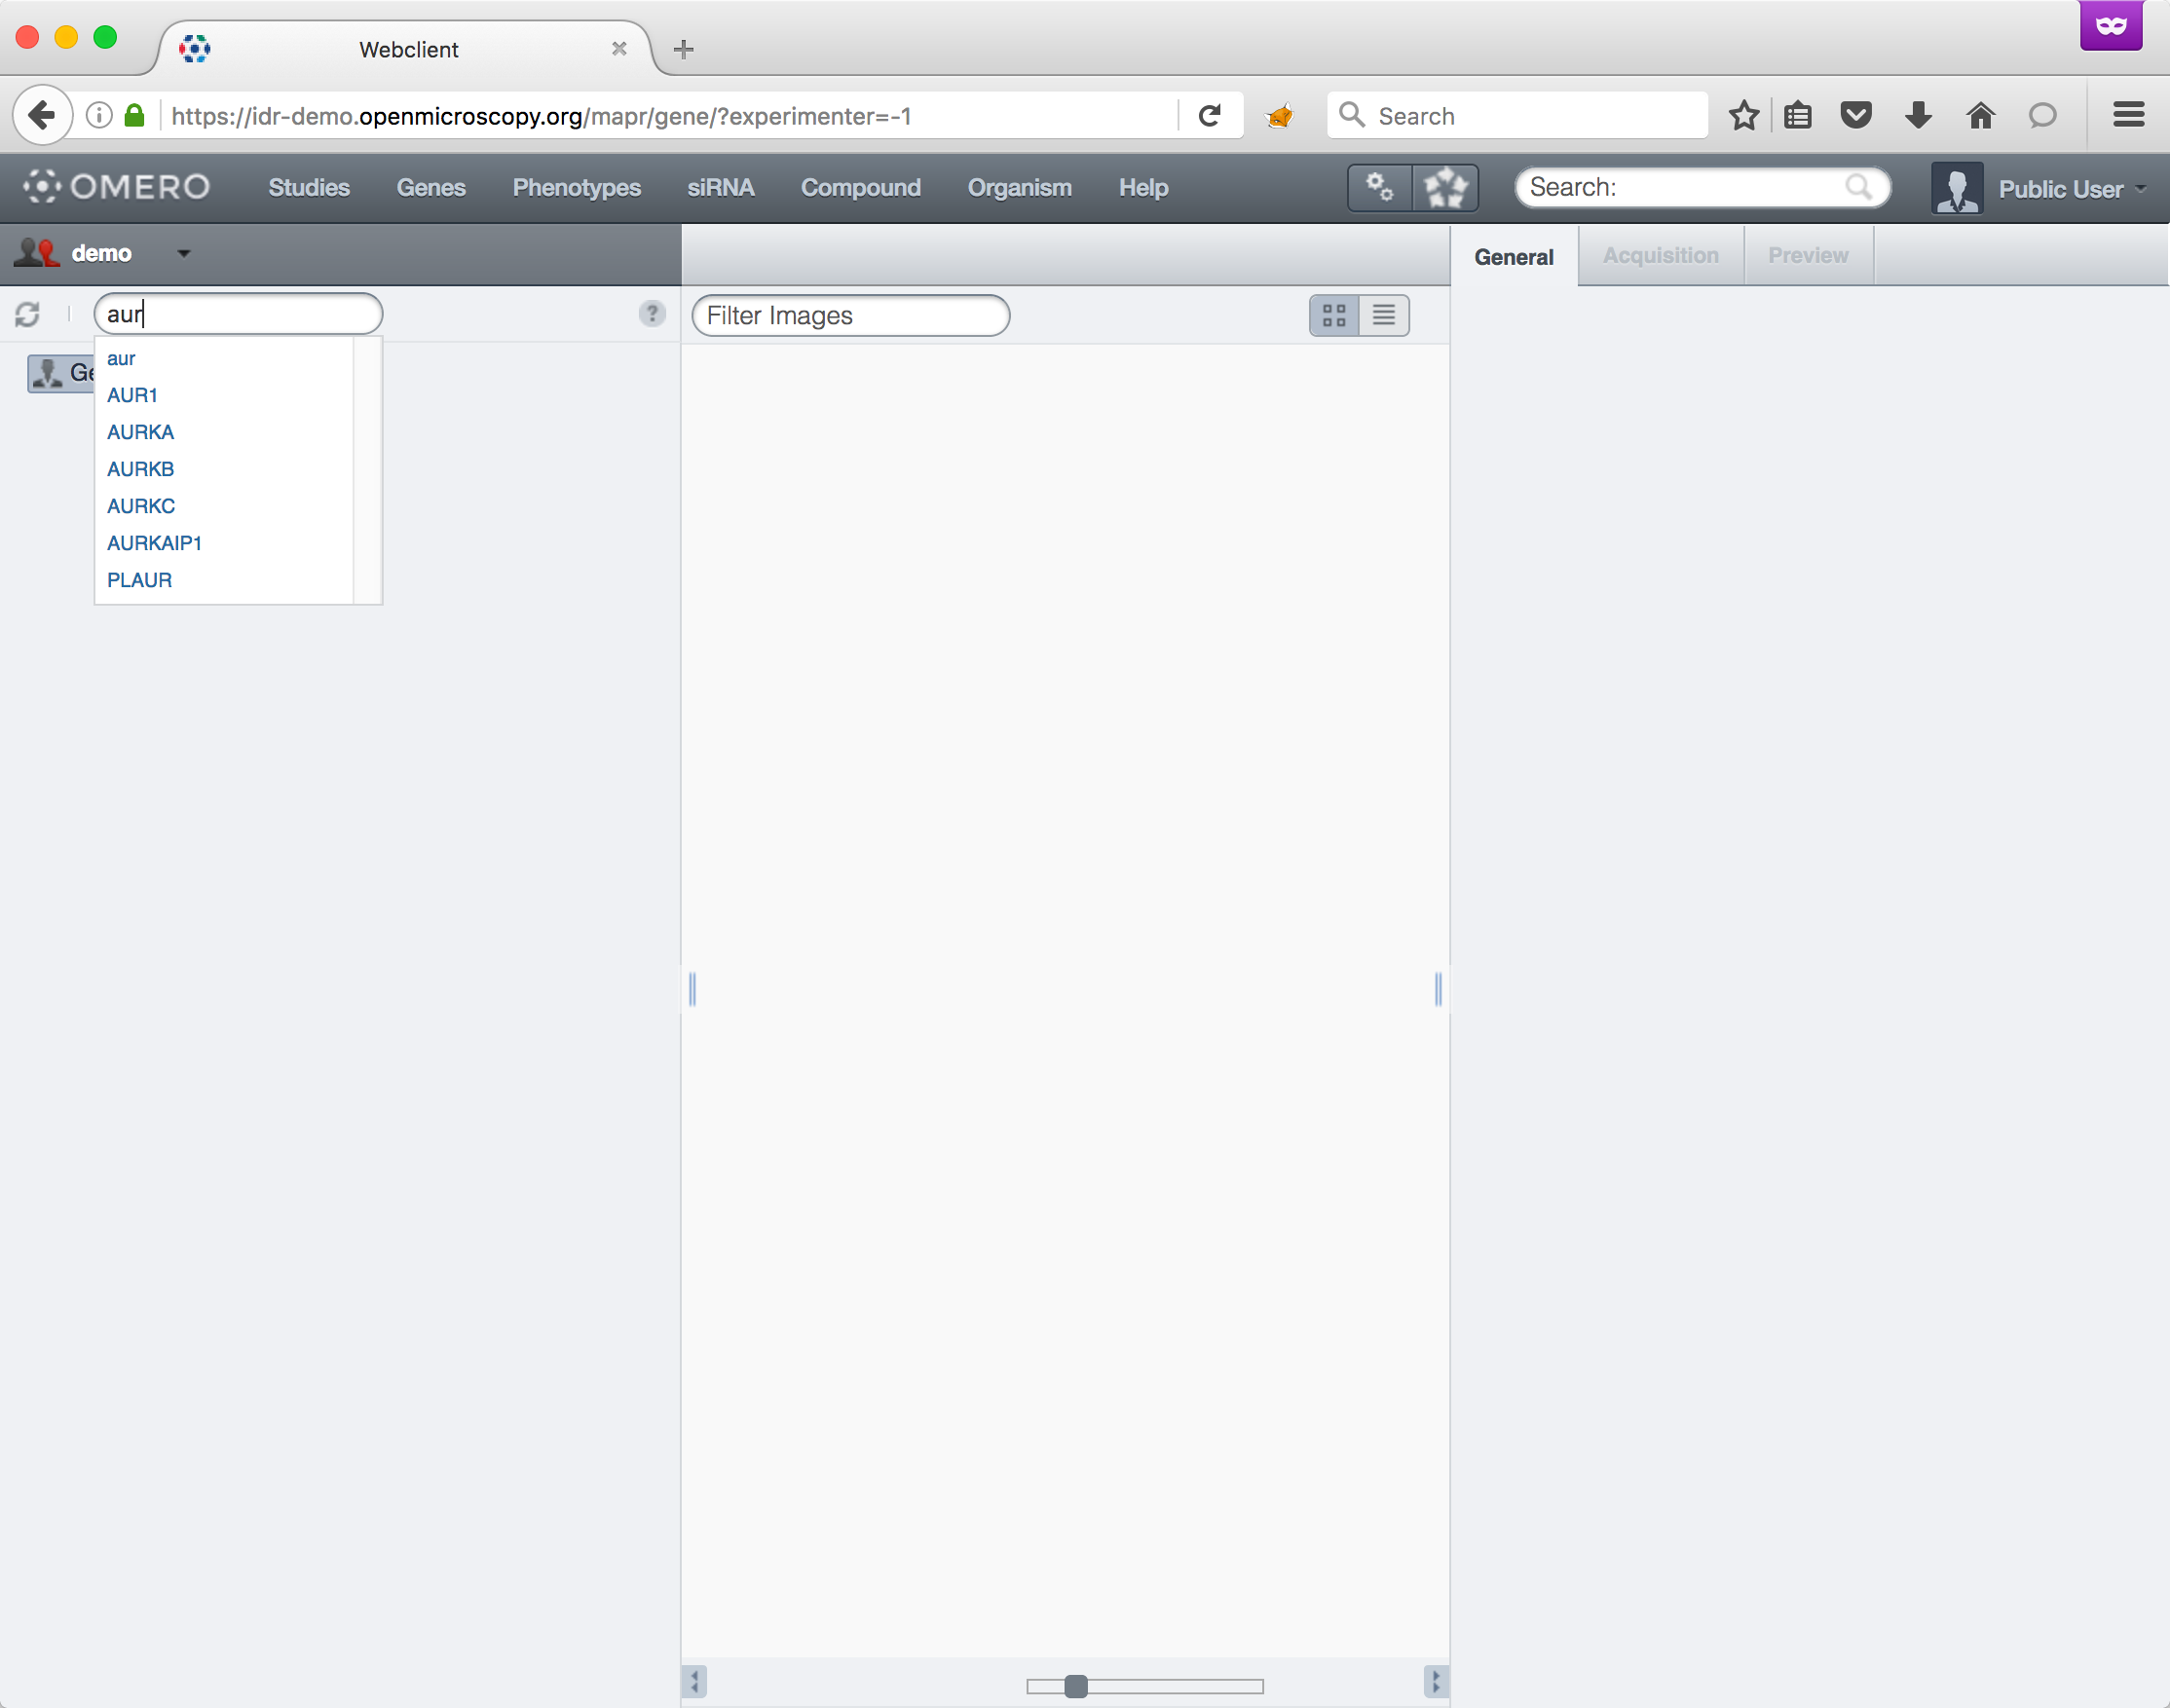 Webclient
https://idr-demo.openmicroscopy.org/mapr/gene/?experimenter=-1
Search
OMERO Studies Genes Phenotypes siRNA Compound Organism Help Search: Public User
demo General Acquisition Preview
aur ? Filter Images
aur
AUR1
AURKA
AURKB
AURKC
AURKAIP1
PLAUR